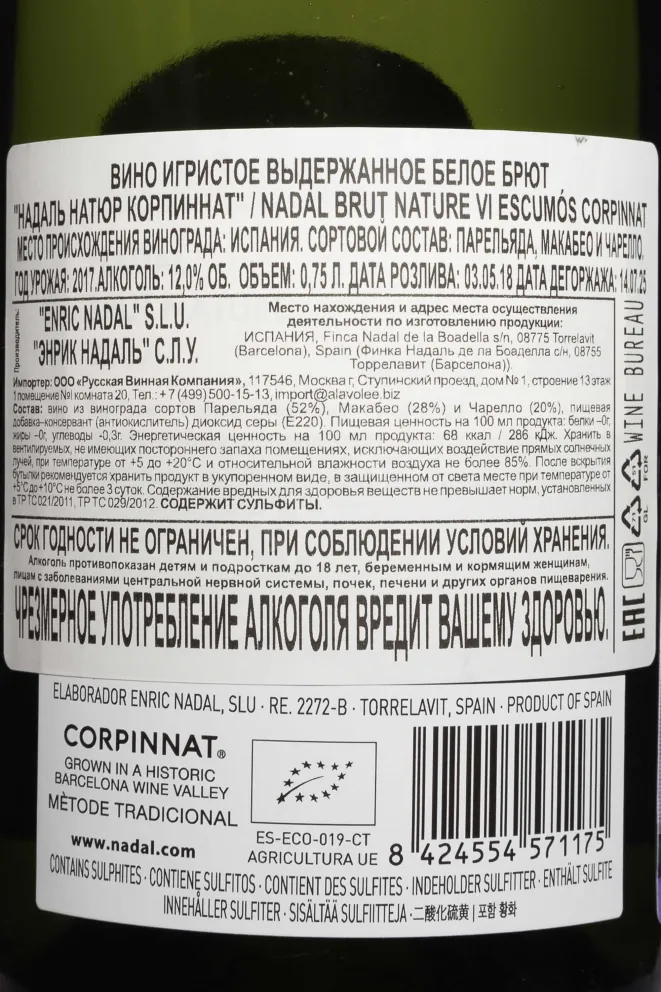 ВИНО ИГРИСТОЕ ВЫДЕРЖАННОЕ БЕЛОЕ БРЮТ
"НАДАЛЬ НАТЮР КОРПИННАТ" / NADAL BRUT NATURE VI ESCUMÓS CORPINNAT
МЕСТО ПРОИСХОЖДЕНИЯ ВИНОГРАДА: ИСПАНИЯ. СОРТОВОЙ СОСТАВ: ПАРЕЛЬЯДА, МАКАБЕО И ЧАРЕЛЛО.
ГОД УРОЖАЯ: 2017. АЛКОГОЛЬ: 12,0% ОБ. ОБЪЕМ: 0,75 Л. ДАТА РОЗЛИВА: 03.05.18 ДАТА ДЕГОРЖАЖА: 14.07.25
Производитель:
"ENRIC NADAL" S.L.U.
"ЭНРИК НАДАЛЬ" С.Л.У.
Место нахождения и адрес места осуществления
деятельности по изготовлению продукции:
ИСПАНИЯ, Finca Nadal de la Boadella s/n, 08775 Torrelavit
(Barcelona), Spain (Финка Надаль де ла Боаделла с/н, 08755
Торрелавит (Барселона)).
Импортер: ООО «Русская Винная Компания», 117546, Москва г, Ступинский проезд, дом № 1, строение 13 этаж
1 помещение №I комната 20, Тел.: +7 (499) 500-15-13, import@alavolee.biz
Состав: вино из винограда сортов Парельяда (52%), Макабео (28%) и Чарелло (20%), пищевая
добавка-консервант (антиокислитель) диоксид серы (Е220). Пищевая ценность на 100 мл продукта: белки -0г,
жиры -0г, углеводы -0,3г. Энергетическая ценность на 100 мл продукта: 68 ккал / 286 кДж. Хранить в
вентилируемых, не имеющих постороннего запаха помещениях, исключающих воздействие прямых солнечных
лучей, при температуре от +5 до +20°С и относительной влажности воздуха не более 85%. После вскрытия
бутылки рекомендуется хранить продукт в укупоренном виде, в защищенном от света месте при температуре от
+5°С до +10°С не более 3 суток. Содержание вредных для здоровья веществ не превышает норм, установленных
в ТР ТС 021/2011, ТР ТС 029/2012. СОДЕРЖИТ СУЛЬФИТЫ.
СРОК ГОДНОСТИ НЕ ОГРАНИЧЕН, ПРИ СОБЛЮДЕНИИ УСЛОВИЙ ХРАНЕНИЯ.
Алкоголь противопоказан детям и подросткам до 18 лет, беременным и кормящим женщинам,
лицам с заболеваниями центральной нервной системы, почек, печени и других органов пищеварения.
ЧРЕЗМЕРНОЕ УПОТРЕБЛЕНИЕ АЛКОГОЛЯ ВРЕДИТ ВАШЕМУ ЗДОРОВЬЮ.
WINE BUREAU
GL
FOR
EAC
ELABORADOR ENRIC NADAL, SLU · RE. 2272-B · TORRELAVIT, SPAIN · PRODUCT OF SPAIN
CORPINNAT®
GROWN IN A HISTORIC
BARCELONA WINE VALLEY
MÈTODE TRADICIONAL
www.nadal.com
ES-ECO-019-CT
AGRICULTURA UE
8 424554 571175
CONTAINS SULPHITES · CONTIENE SULFITOS · CONTIENT DES SULFITES · INDEHOLDER SULFITTER · ENTHÄLT SULFITE
INNEHÅLLER SULFITER · SISÄLTÄÄ SULFIITTEJA · 二酸化硫黄 | 포함 황화